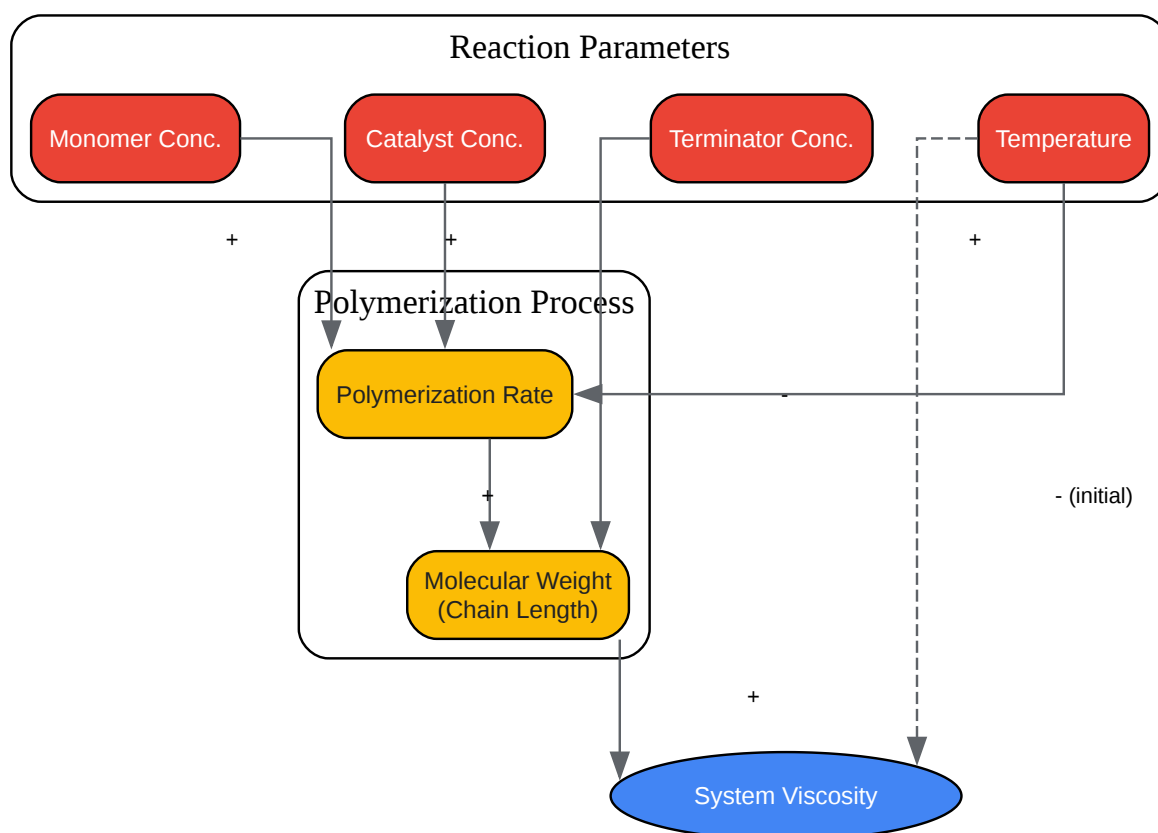 Reaction Parameters
Monomer Conc.
Catalyst Conc.
Terminator Conc.
Temperature
+
+
+
Polymerization Process
Polymerization Rate
-
+
- (initial)
Molecular Weight
(Chain Length)
+
System Viscosity